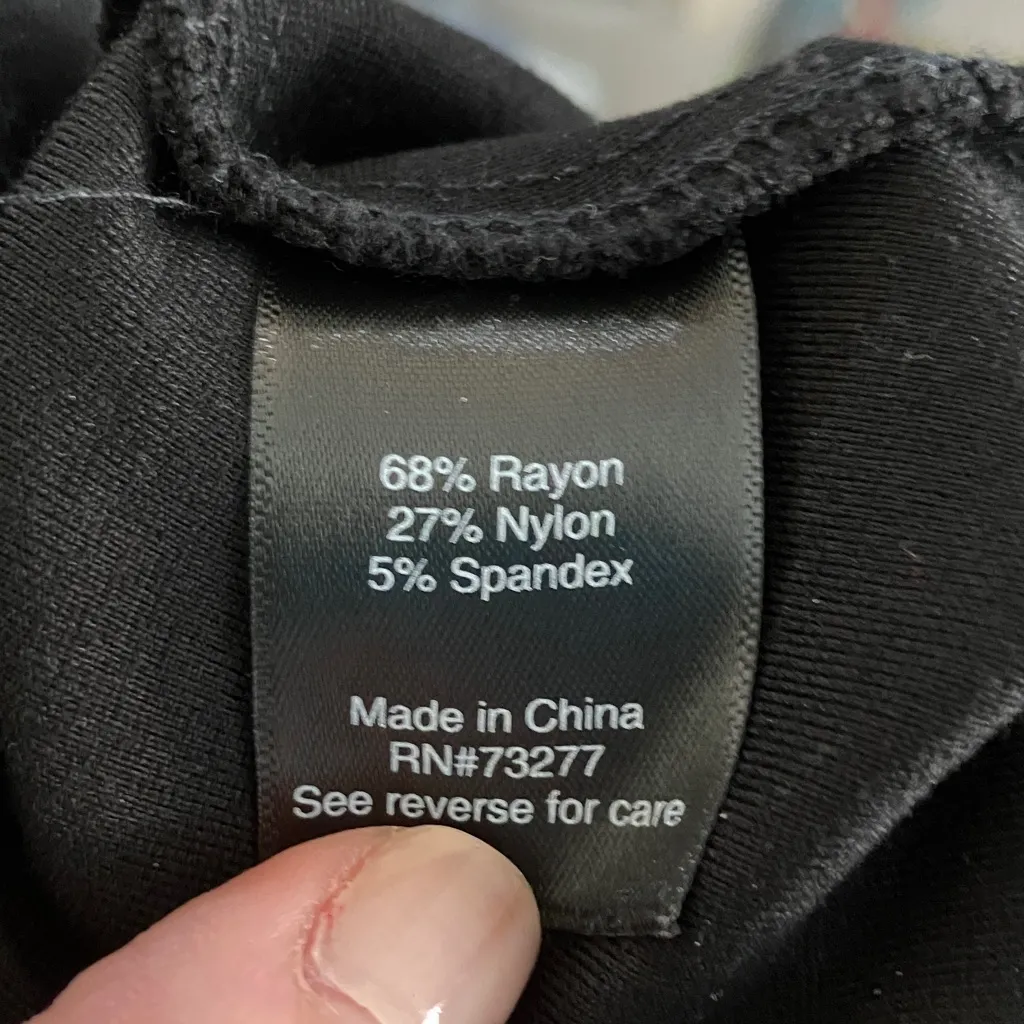 68% Rayon
27% Nylon
5% Spandex
Made in China
RN#73277
See reverse for care